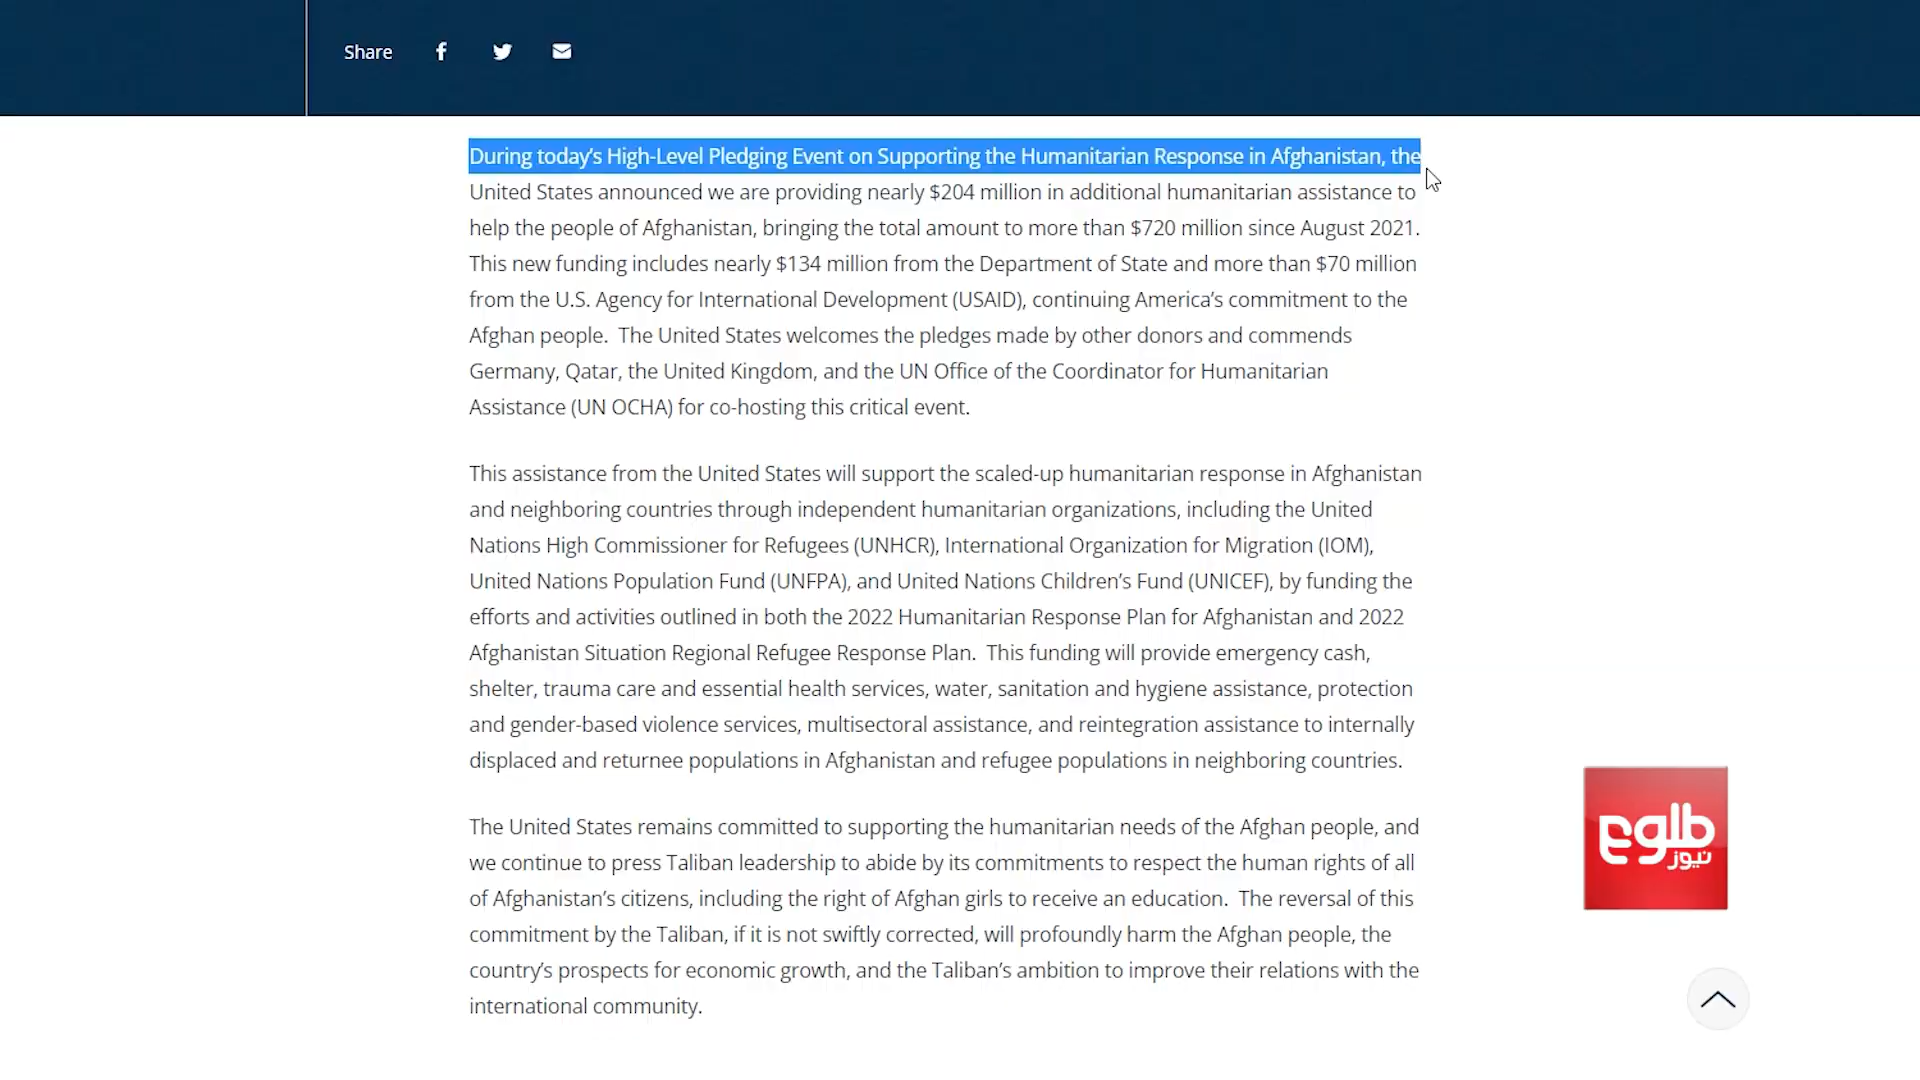 Share
During today’s High-Level Pledging Event on Supporting the Humanitarian Response in Afghanistan, the
United States announced we are providing nearly $204 million in additional humanitarian assistance to
help the people of Afghanistan, bringing the total amount to more than $720 million since August 2021.
This new funding includes nearly $134 million from the Department of State and more than $70 million
from the U.S. Agency for International Development (USAID), continuing America’s commitment to the
Afghan people.  The United States welcomes the pledges made by other donors and commends
Germany, Qatar, the United Kingdom, and the UN Office of the Coordinator for Humanitarian
Assistance (UN OCHA) for co-hosting this critical event.
This assistance from the United States will support the scaled-up humanitarian response in Afghanistan
and neighboring countries through independent humanitarian organizations, including the United
Nations High Commissioner for Refugees (UNHCR), International Organization for Migration (IOM),
United Nations Population Fund (UNFPA), and United Nations Children’s Fund (UNICEF), by funding the
efforts and activities outlined in both the 2022 Humanitarian Response Plan for Afghanistan and 2022
Afghanistan Situation Regional Refugee Response Plan.  This funding will provide emergency cash,
shelter, trauma care and essential health services, water, sanitation and hygiene assistance, protection
and gender-based violence services, multisectoral assistance, and reintegration assistance to internally
displaced and returnee populations in Afghanistan and refugee populations in neighboring countries.
The United States remains committed to supporting the humanitarian needs of the Afghan people, and
we continue to press Taliban leadership to abide by its commitments to respect the human rights of all
of Afghanistan’s citizens, including the right of Afghan girls to receive an education.  The reversal of this
commitment by the Taliban, if it is not swiftly corrected, will profoundly harm the Afghan people, the
country’s prospects for economic growth, and the Taliban’s ambition to improve their relations with the
international community.
طلوع
نیوز